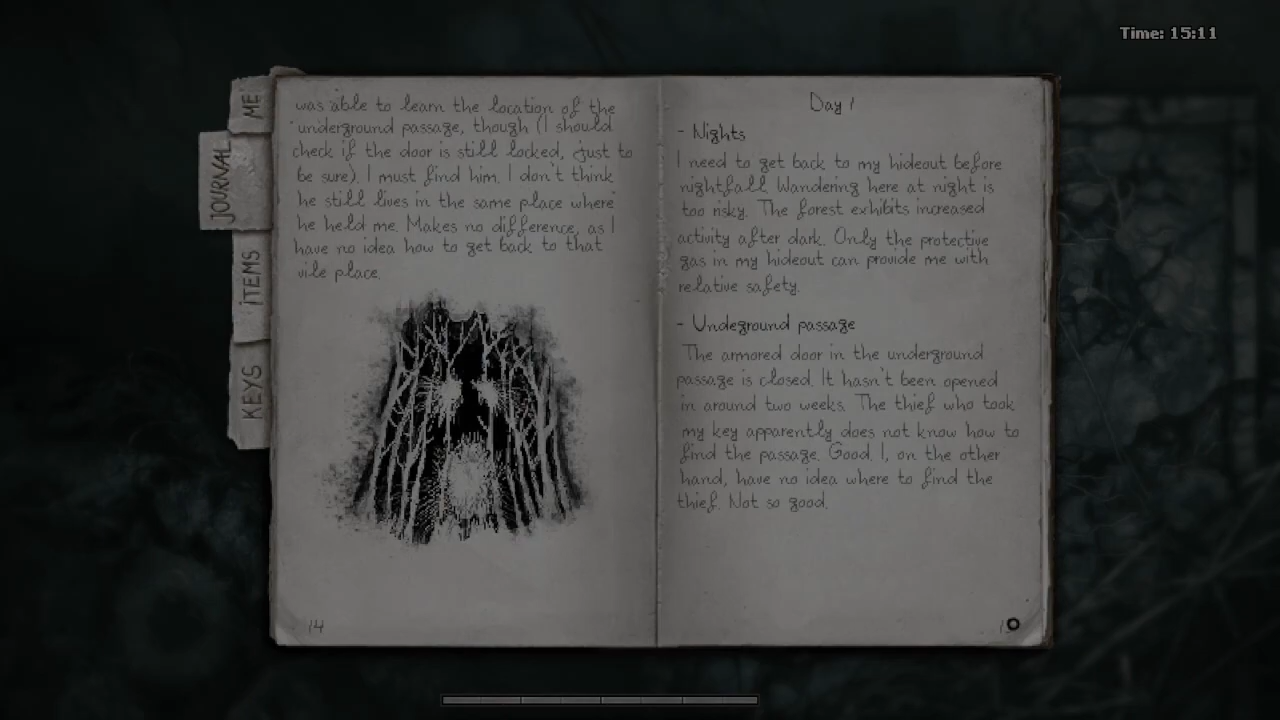 Time: 15:11
ME
JOURNAL
ITEMS
KEYS
was able to learn the location of the
underground passage, though (I should
check if the door is still locked, just to
be sure). I must find him. I don't think
he still lives in the same place where
he held me. Makes no difference, as I
have no idea how to get back to that
vile place.
14
Day 1
- Nights
I need to get back to my hideout before
nightfall. Wandering here at night is
too risky. The forest exhibits increased
activity after dark. Only the protective
gas in my hideout can provide me with
relative safety.
- Undeground passage
The armored door in the underground
passage is closed. It hasn't been opened
in around two weeks. The thief who took
my key apparently does not know how to
find the passage. Good. I, on the other
hand, have no idea where to find the
thief. Not so good.